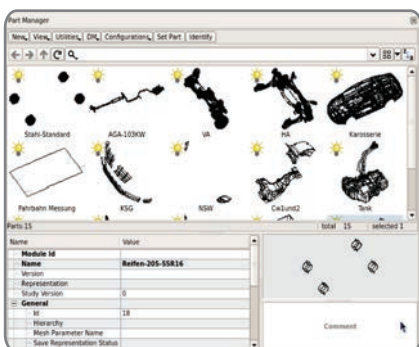 Part Manager
New, View, Utilities, DM, Configurations, Set Part Identify
Stahl-Standard AGA-103KW VA HA Karosserie
Fahrbahn Messung KSG NSW Cw1und2 Tank
Parts:15 total 15 selected 1
Name Value
Module Id
Name Reifen-205-55R16
Version
Representation
Study Version 0
General
Id 18
Hierarchy
Mesh Parameter Name
Save Representation Status
Comment